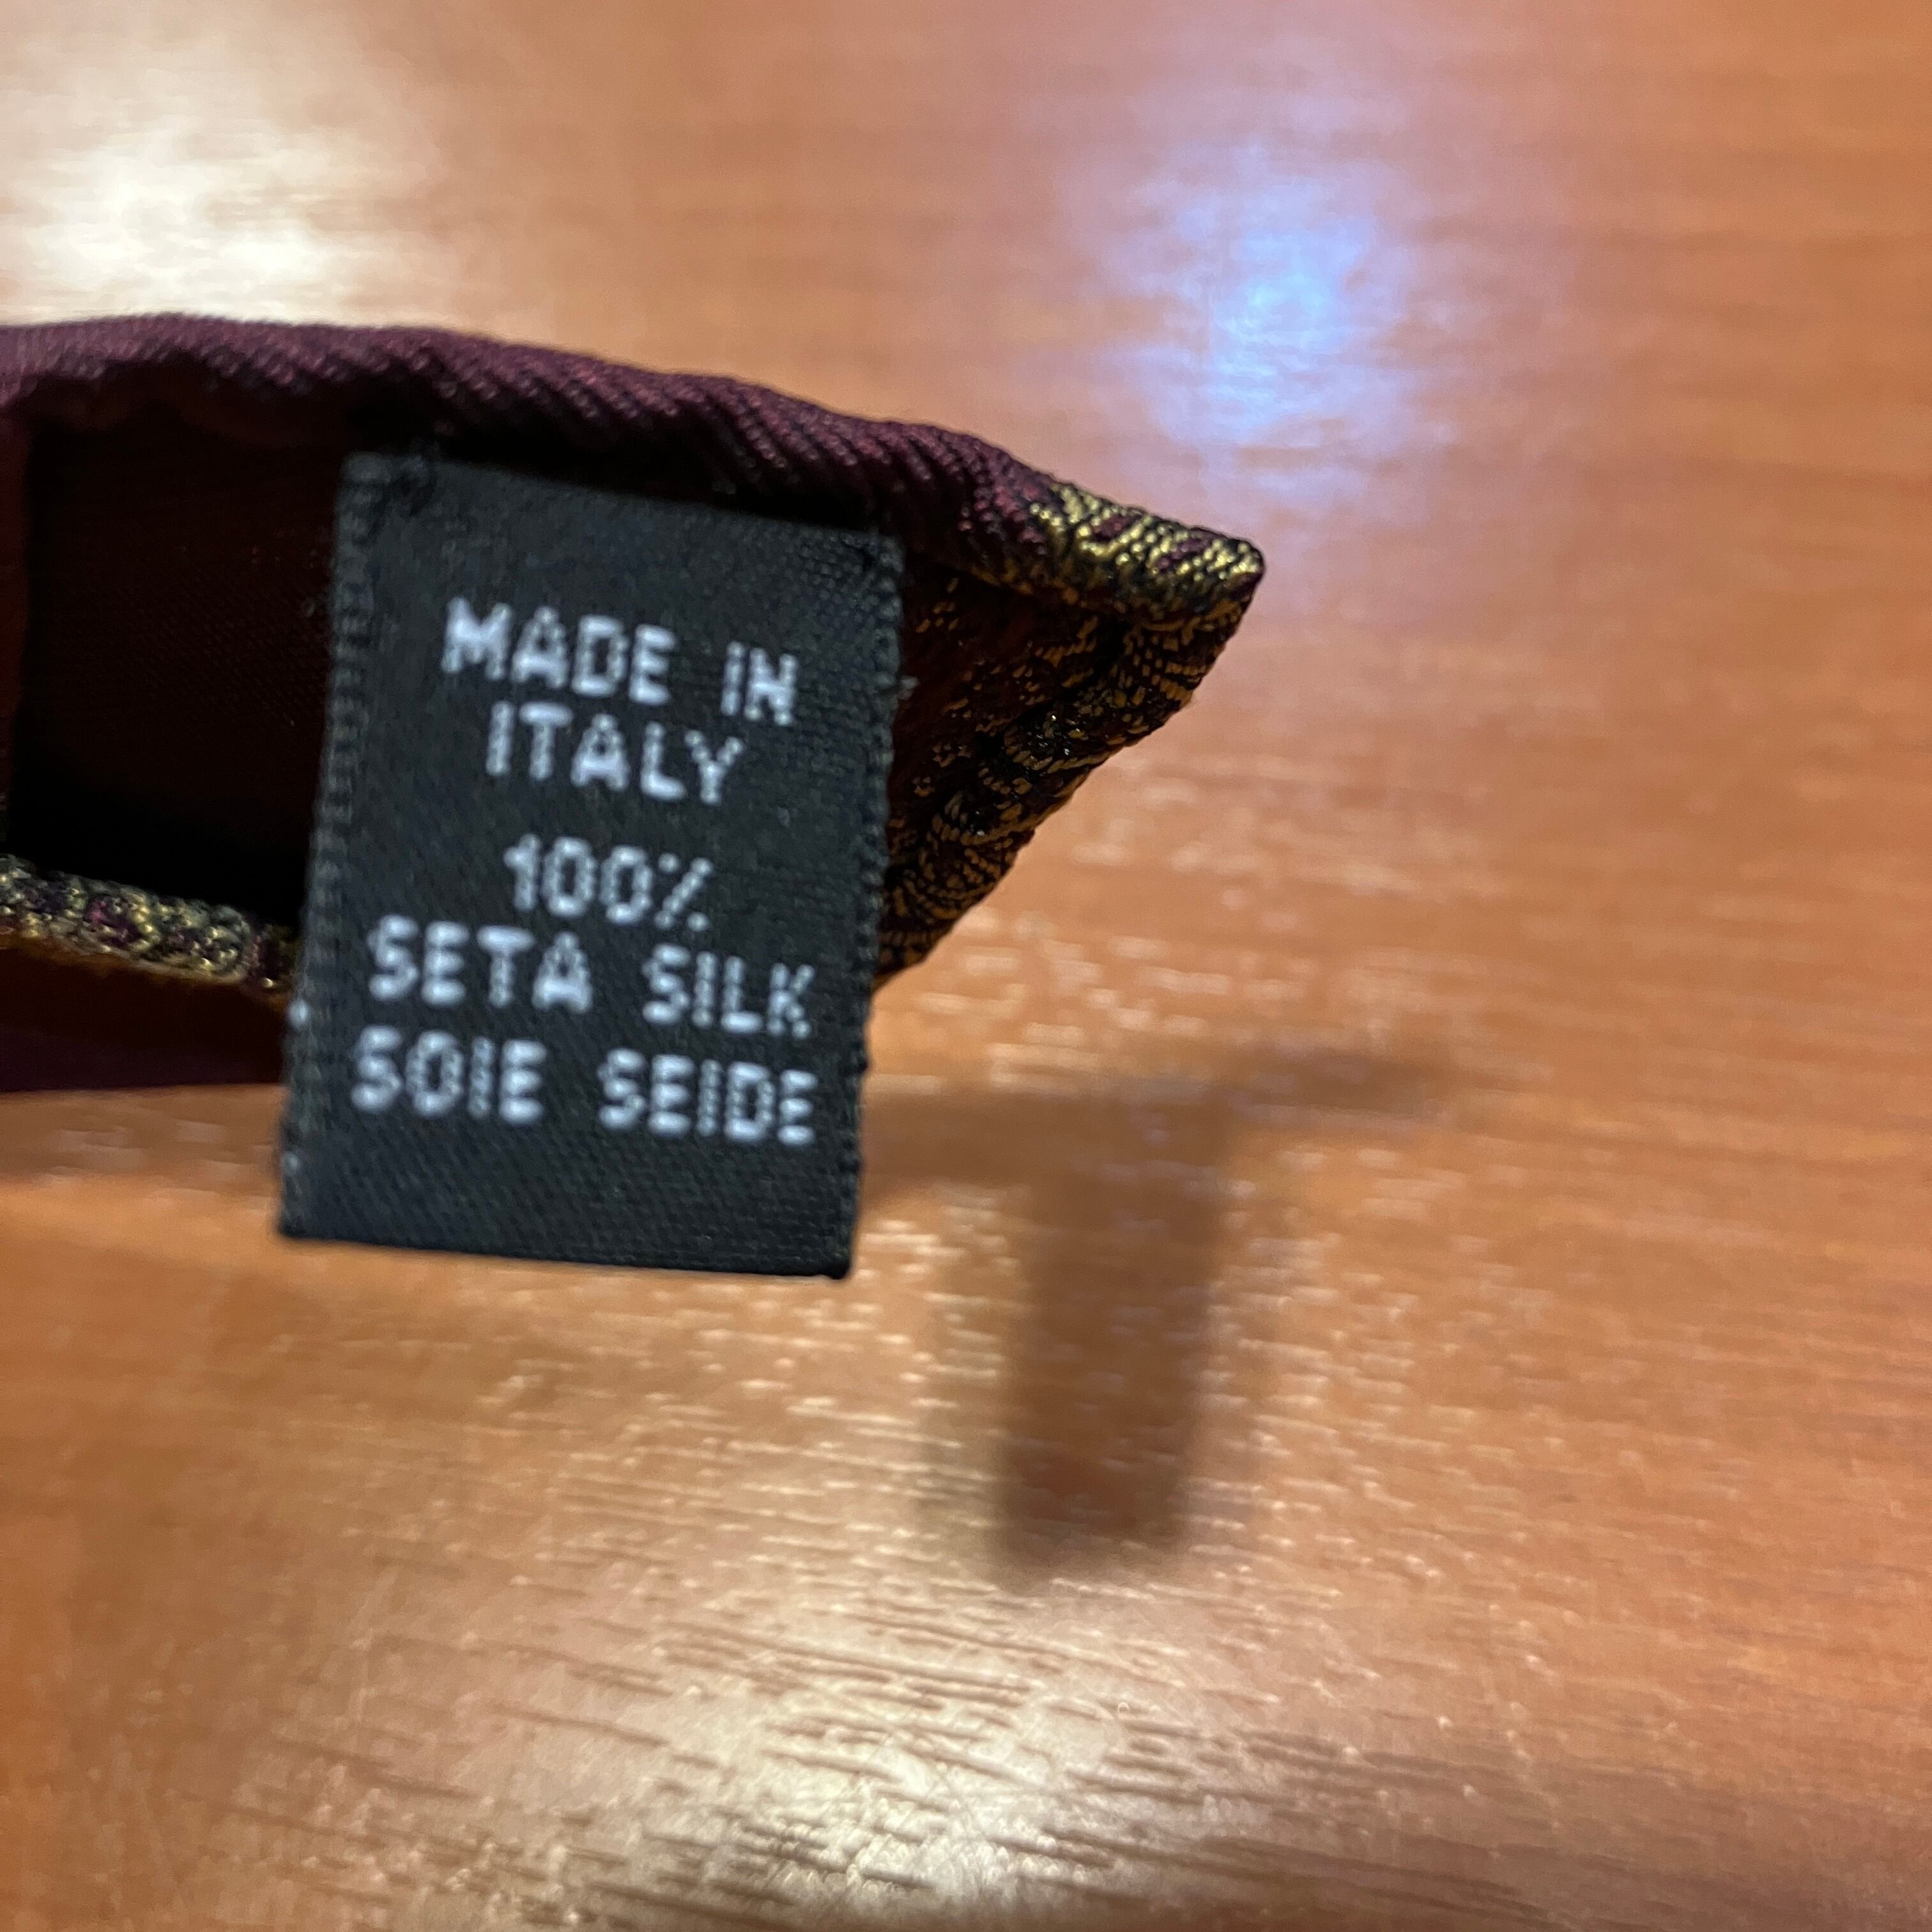 MADE IN
ITALY
100%
SETA SILK
SOIE SEIDE